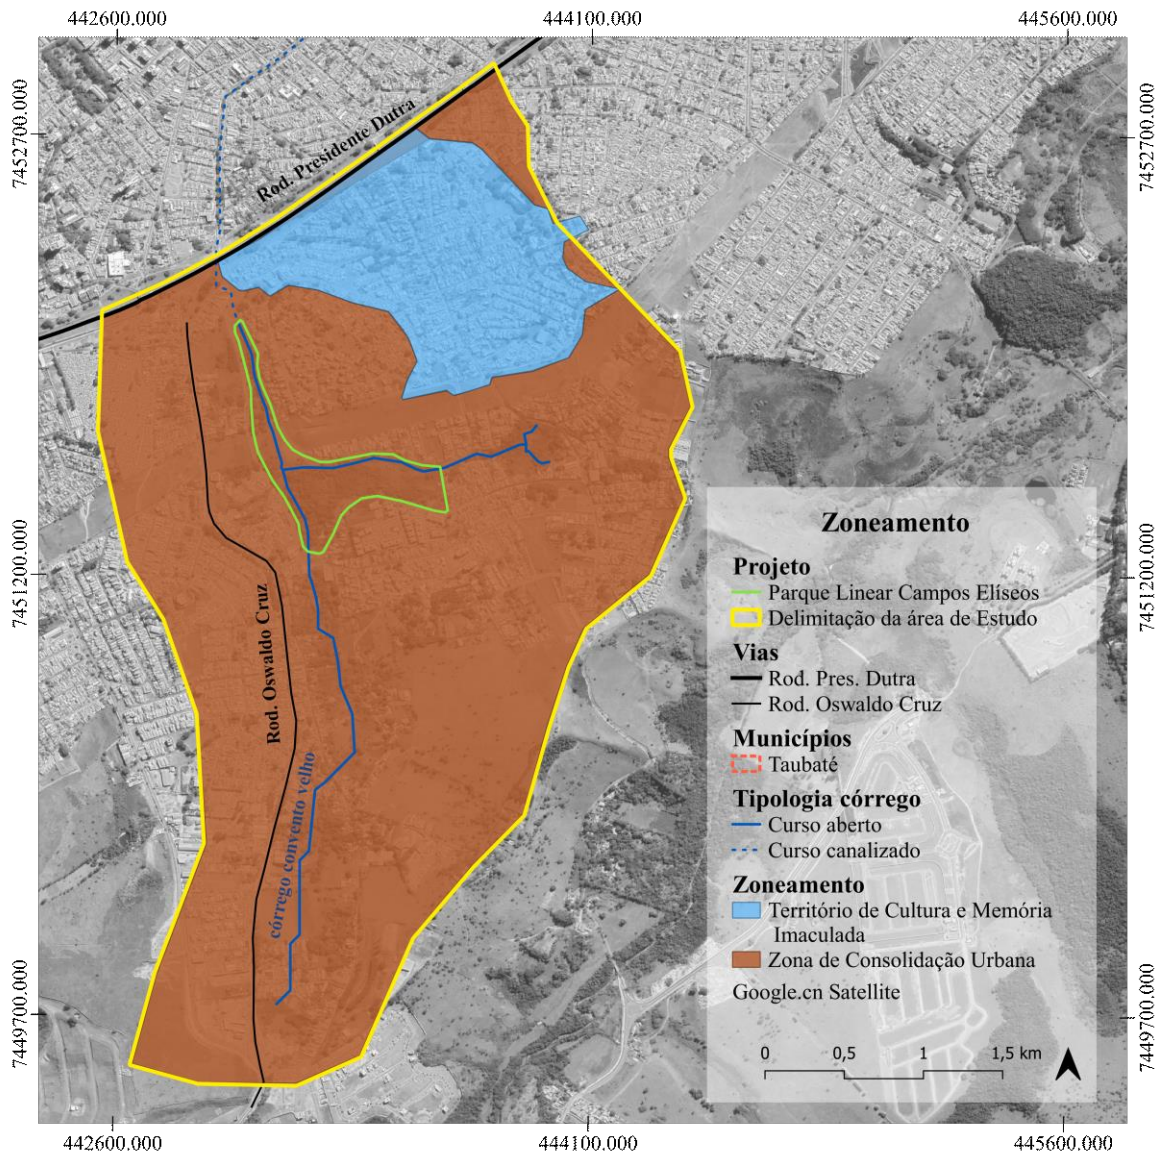 442600.000
444100.000
445600.000
7452700.000
7452700.000
Rod. Presidente Dutra
7451200.000
7451200.000
Rod. Oswaldo Cruz
córrego convento velho
7449700.000
7449700.000
Zoneamento
Projeto
Parque Linear Campos Elíseos
Delimitação da área de Estudo
Vias
Rod. Pres. Dutra
Rod. Oswaldo Cruz
Municípios
Taubaté
Tipologia córrego
Curso aberto
Curso canalizado
Zoneamento
Território de Cultura e Memória
Imaculada
Zona de Consolidação Urbana
Google.cn Satellite
0 0,5 1 1,5 km
442600.000
444100.000
445600.000